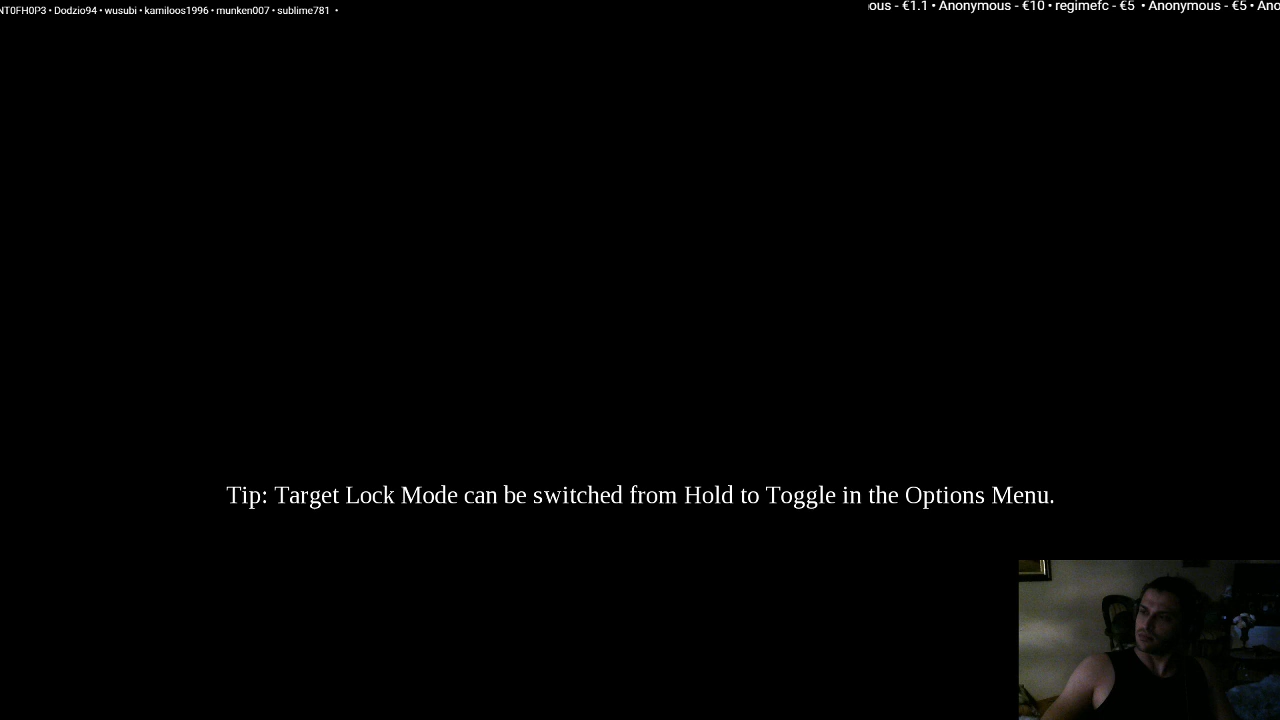 NT0FH0P3 • Dodzio94 • wusubi • kamiloos1996 • munken007 • sublime781 •
ous - €1.1 • Anonymous - €10 • regimefc - €5 • Anonymous - €5 • Ano
Tip: Target Lock Mode can be switched from Hold to Toggle in the Options Menu.